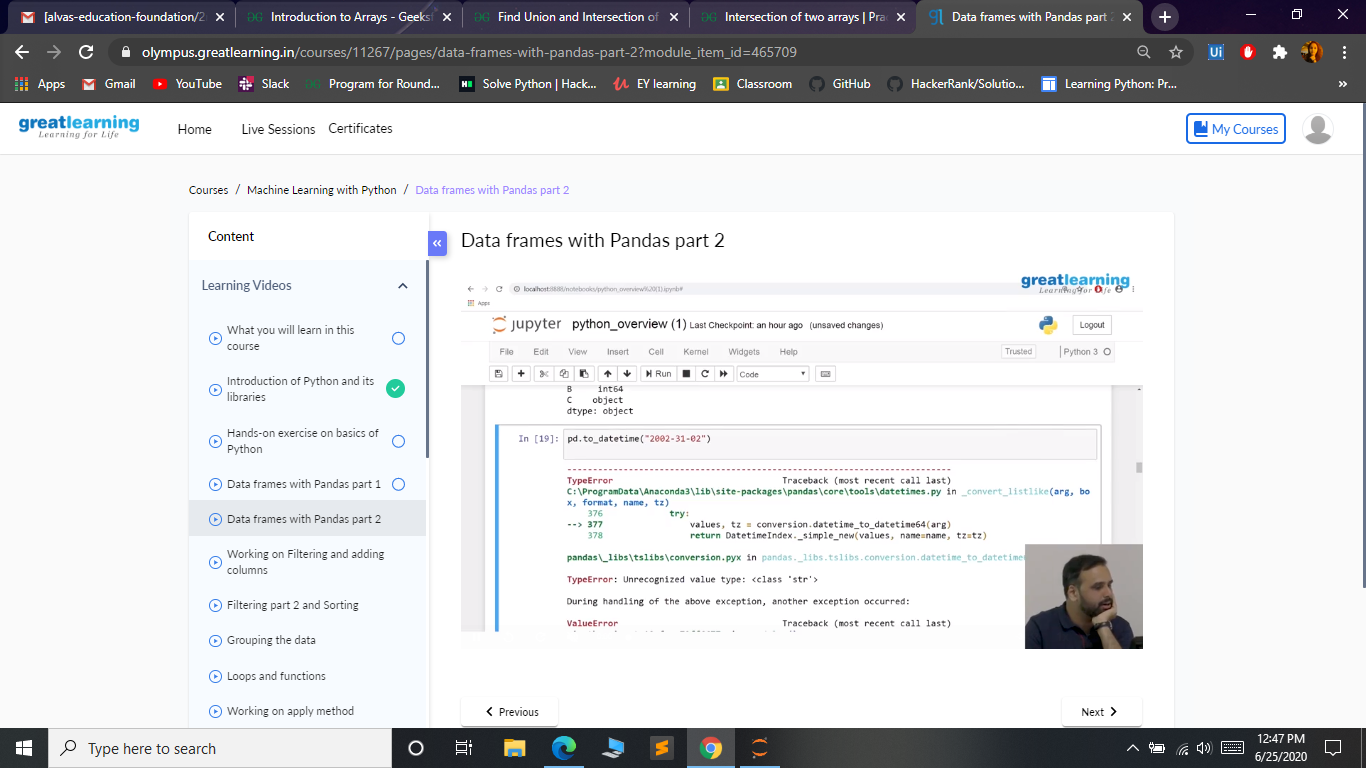 [alvas-education-foundation/2
Introduction to Arrays - Geeks
Find Union and Intersection of
Intersection of two arrays | Pra
Data frames with Pandas part 2
olympus.greatlearning.in/courses/11267/pages/data-frames-with-pandas-part-2?module_item_id=465709
Apps
Gmail
YouTube
Slack
Program for Round...
Solve Python | Hack...
EY learning
Classroom
GitHub
HackerRank/Solutio...
Learning Python: Pr...
»
greatlearning
Learning for Life
Home
Live Sessions
Certificates
My Courses
Courses / Machine Learning with Python / Data frames with Pandas part 2
Content
«
Learning Videos
What you will learn in this
course
Introduction of Python and its
libraries
Hands-on exercise on basics of
Python
Data frames with Pandas part 1
Data frames with Pandas part 2
Working on Filtering and adding
columns
Filtering part 2 and Sorting
Grouping the data
Loops and functions
Working on apply method
Data frames with Pandas part 2
greatlearning
Learning for Life
localhost:8888/notebooks/python_overview%20(1).ipynb#
Apps
jupyter python_overview (1) Last Checkpoint: an hour ago (unsaved changes)
Logout
File Edit View Insert Cell Kernel Widgets Help
Trusted
Python 3
Run
Code
B int64
C object
dtype: object
In [19]: pd.to_datetime("2002-31-02")
---------------------------------------------------------------------------
TypeError Traceback (most recent call last)
C:\ProgramData\Anaconda3\lib\site-packages\pandas\core\tools\datetimes.py in _convert_listlike(arg, bo
x, format, name, tz)
376 try:
--> 377 values, tz = conversion.datetime_to_datetime64(arg)
378 return DatetimeIndex._simple_new(values, name=name, tz=tz)
pandas\_libs\tslibs\conversion.pyx in pandas._libs.tslibs.conversion.datetime_to_datetime
TypeError: Unrecognized value type: <class 'str'>
During handling of the above exception, another exception occurred:
ValueError Traceback (most recent call last)
Previous
Next
Type here to search
12:47 PM
6/25/2020